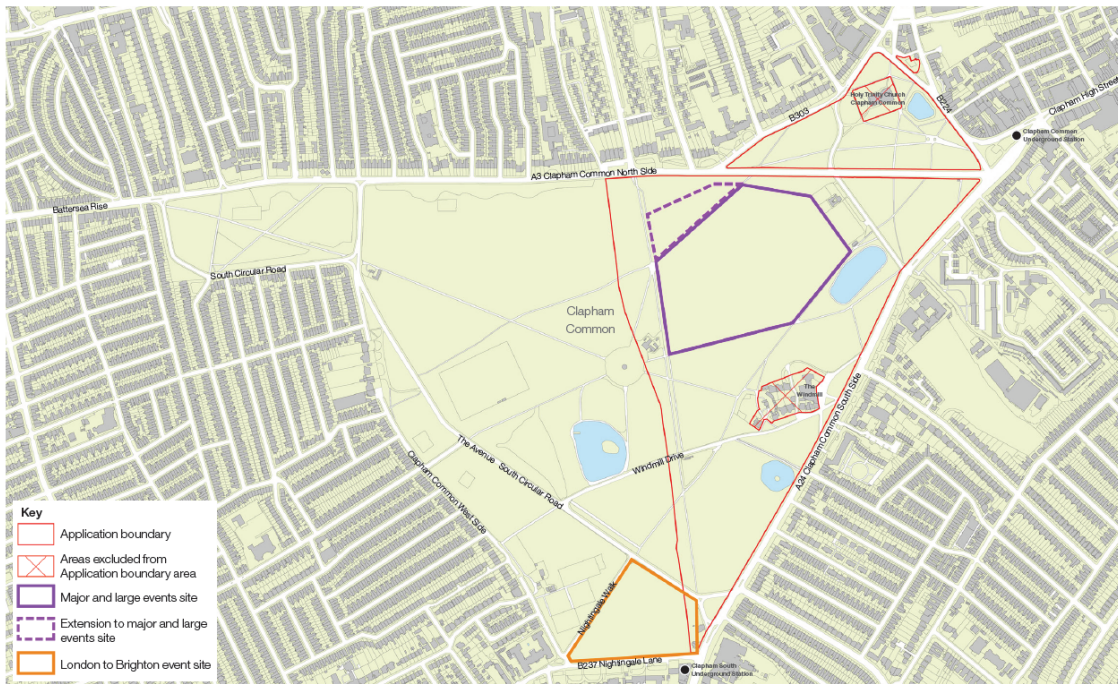 Holy Trinity Church
Clapham Common
B303
B224
Clapham High Street
Clapham Common
Underground Station
A3 Clapham Common North Side
Battersea Rise
South Circular Road
Clapham
Common
The
Windmill
A24 Clapham Common South Side
The Avenue South Circular Road
Windmill Drive
Clapham Common West Side
Nightingale Walk
B237 Nightingale Lane
Clapham South
Underground Station
Key
Application boundary
Areas excluded from
Application boundary area
Major and large events site
Extension to major and large
events site
London to Brighton event site